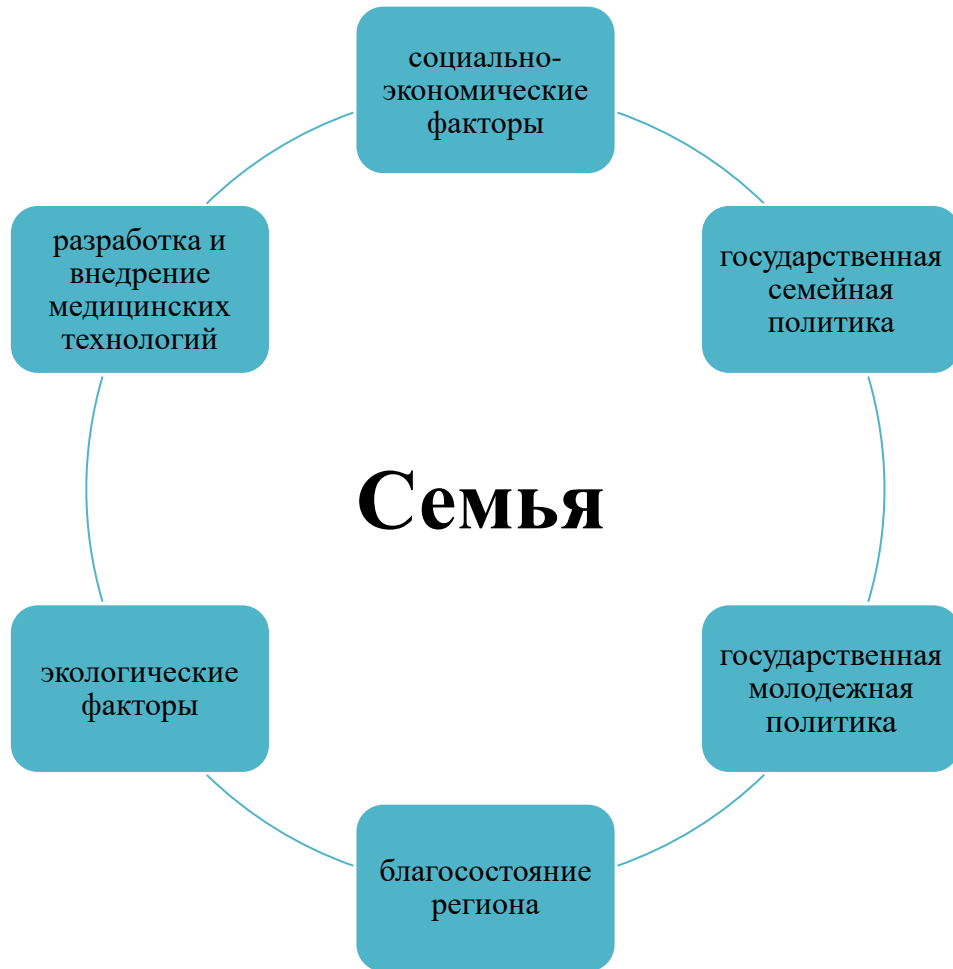 социально-
экономические
факторы
разработка и
внедрение
медицинских
технологий
государственная
семейная
политика
Семья
экологические
факторы
государственная
молодежная
политика
благосостояние
региона